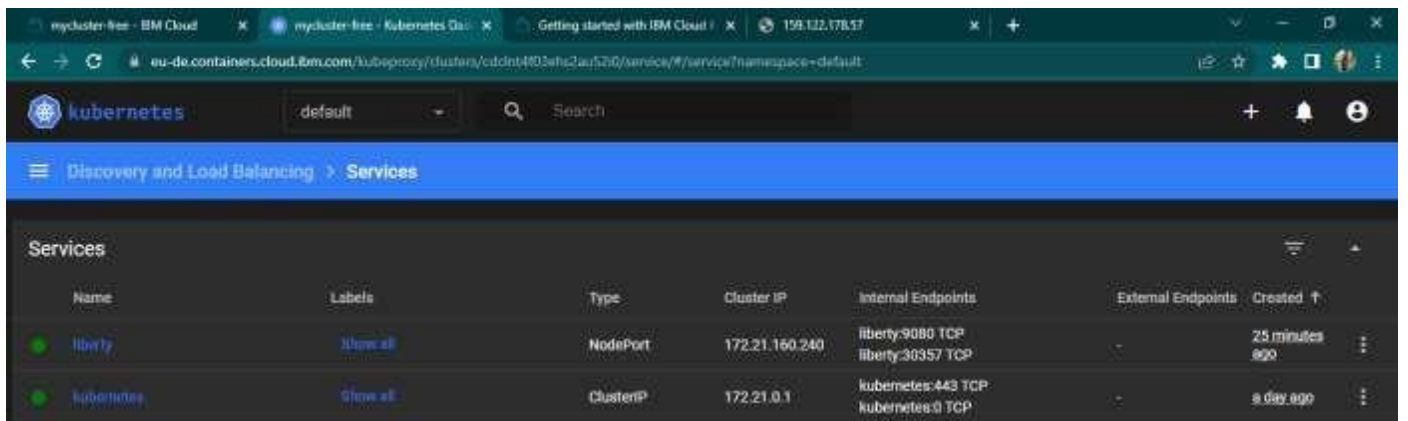 mycluster-free - IBM Cloud
mycluster-free - Kubernetes Das
Getting started with IBM Cloud
159.122.178.57
eu-de.containers.cloud.ibm.com/kubeproxy/clusters/
/service/#/service?namespace=default
kubernetes
default
Search
Discovery and Load Balancing > Services
Services
Name Labels Type Cluster IP Internal Endpoints External Endpoints Created ↑
liberty Show all NodePort 172.21.160.240 liberty:9080 TCP - 25 minutes
liberty:30357 TCP ago
kubernetes Show all ClusterIP 172.21.0.1 kubernetes:443 TCP - a day ago
kubernetes:0 TCP